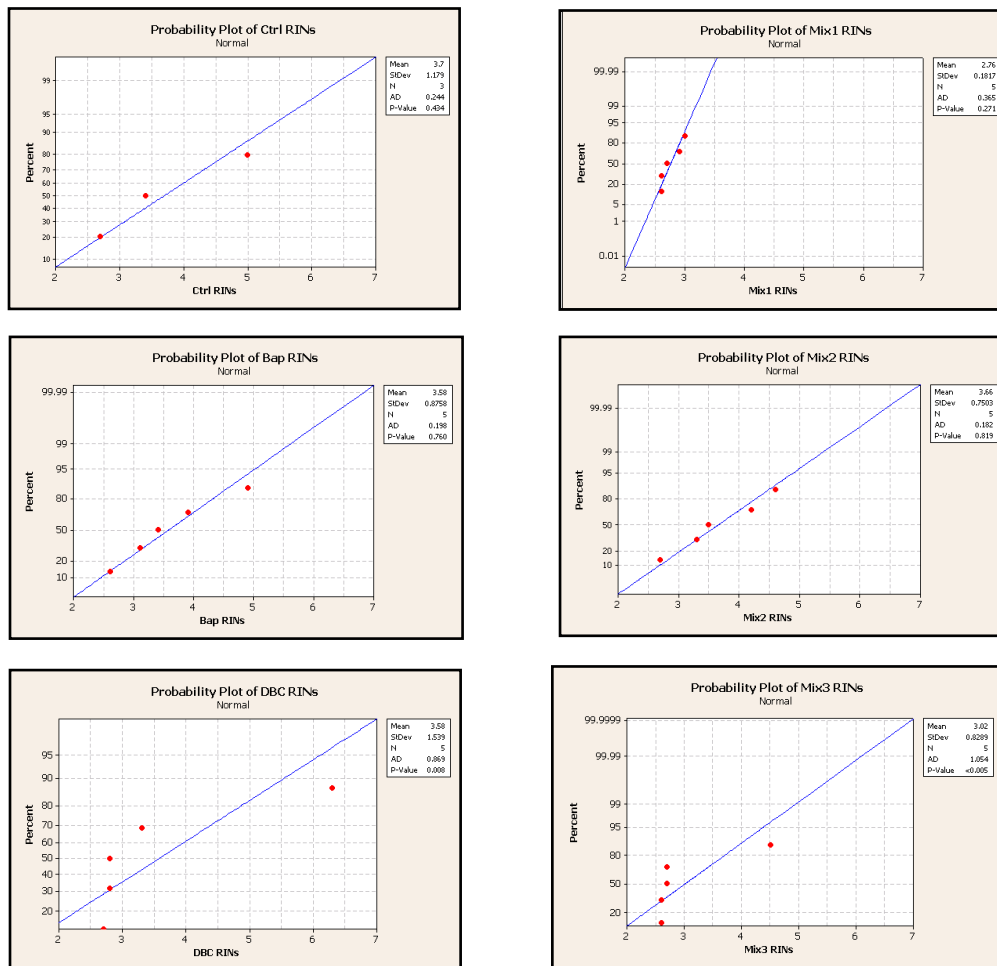 Probability Plot of Ctrl RINs
Normal
Mean 3.7
StDev 1.179
N 3
AD 0.244
P-Value 0.434
99
95
90
80
70
60
50
40
30
20
10
Percent
2 3 4 5 6 7
Ctrl RINs
Probability Plot of Mix1 RINs
Normal
Mean 2.76
StDev 0.1817
N 5
AD 0.365
P-Value 0.271
99.99
99
95
80
50
20
5
1
0.01
Percent
2 3 4 5 6 7
Mix1 RINs
Probability Plot of Bap RINs
Normal
Mean 3.58
StDev 0.8758
N 5
AD 0.198
P-Value 0.760
99.99
99
95
80
50
20
10
Percent
2 3 4 5 6 7
Bap RINs
Probability Plot of Mix2 RINs
Normal
Mean 3.66
StDev 0.7503
N 5
AD 0.182
P-Value 0.819
99.99
99
95
80
50
20
10
Percent
2 3 4 5 6 7
Mix2 RINs
Probability Plot of DBC RINs
Normal
Mean 3.58
StDev 1.539
N 5
AD 0.869
P-Value 0.008
95
90
80
70
60
50
40
30
20
Percent
2 3 4 5 6 7
DBC RINs
Probability Plot of Mix3 RINs
Normal
Mean 3.02
StDev 0.8289
N 5
AD 1.054
P-Value <0.005
99.9999
99.99
99
95
80
50
20
Percent
2 3 4 5 6 7
Mix3 RINs